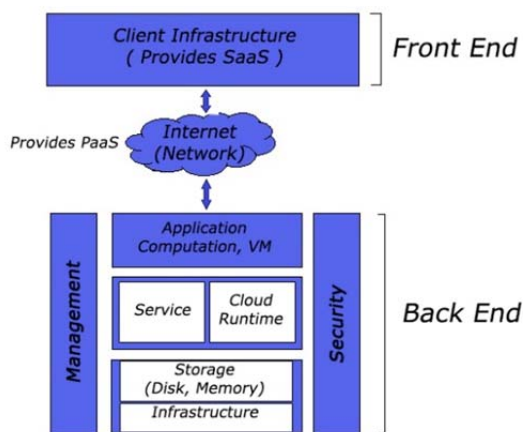 Client Infrastructure
( Provides SaaS )
Front End
Provides PaaS
Internet
(Network)
Management
Application
Computation, VM
Service
Cloud
Runtime
Storage
(Disk, Memory)
Infrastructure
Security
Back End